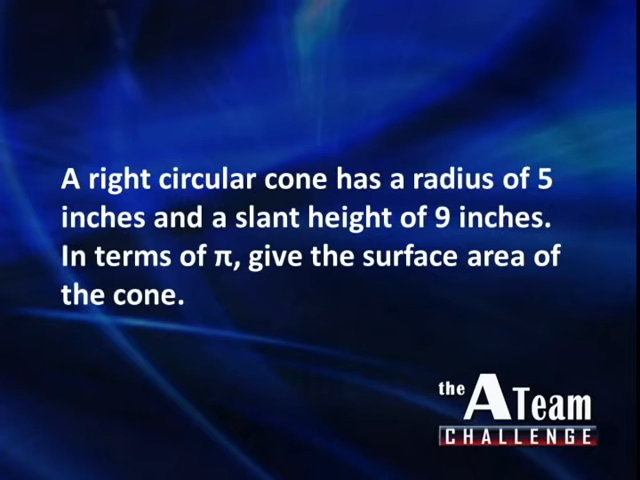 A right circular cone has a radius of 5
inches and a slant height of 9 inches.
In terms of π, give the surface area of
the cone.
the A Team
CHALLENGE